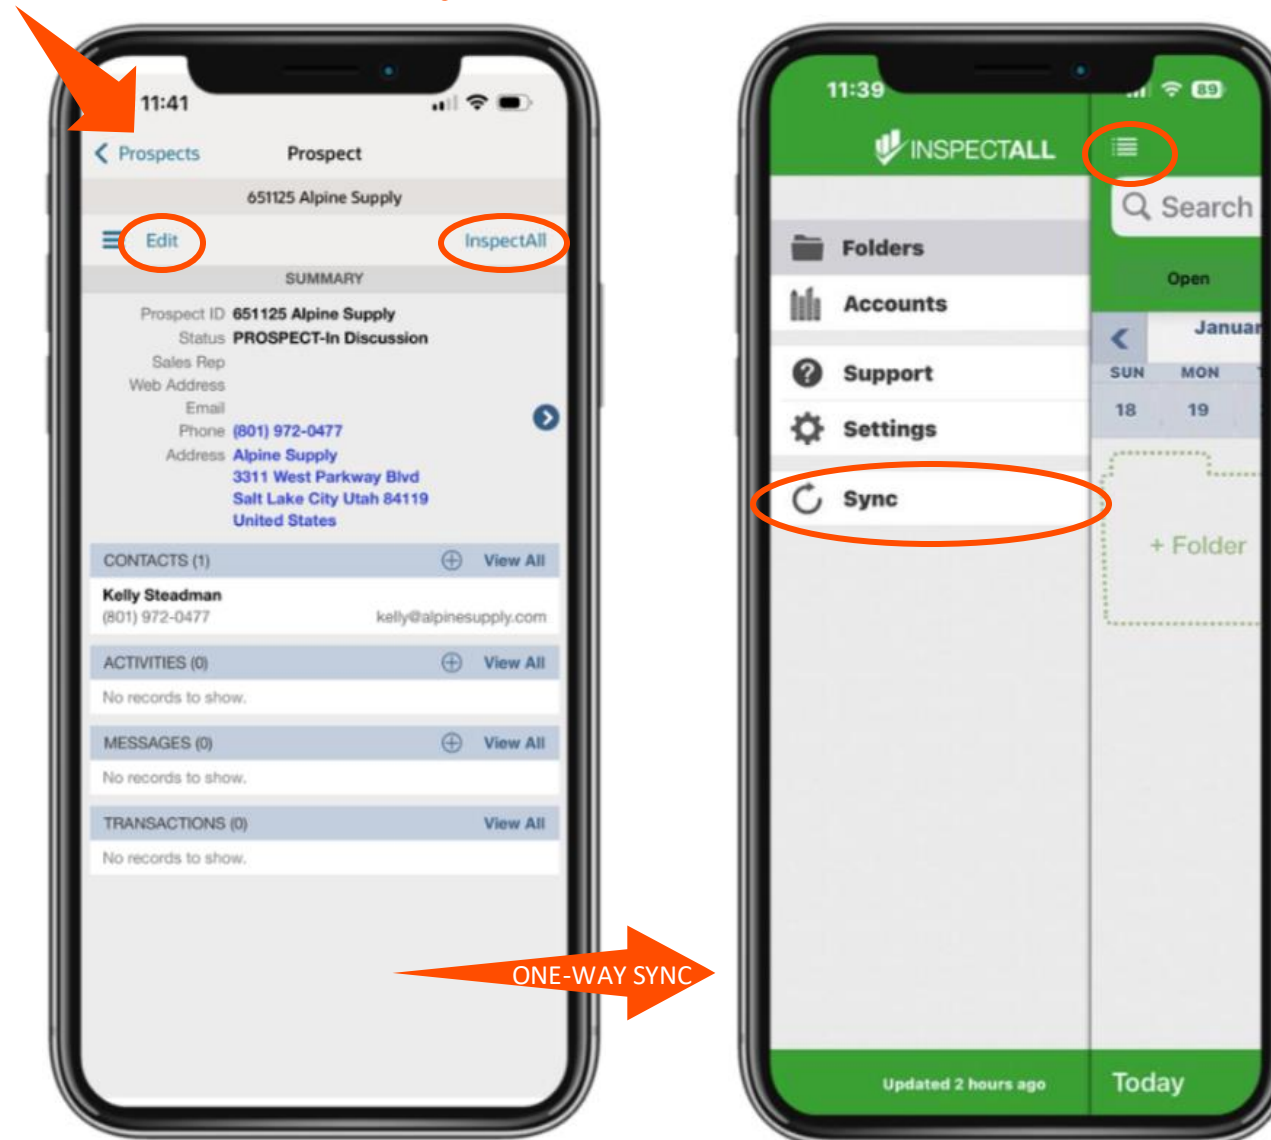 11:41
Prospects
Prospect
651125 Alpine Supply
Edit
InspectAll
SUMMARY
Prospect ID 651125 Alpine Supply
Status PROSPECT-In Discussion
Sales Rep
Web Address
Email
Phone (801) 972-0477
Address Alpine Supply
3311 West Parkway Blvd
Salt Lake City Utah 84119
United States
CONTACTS (1) View All
Kelly Steadman
(801) 972-0477 kelly@alpinesupply.com
ACTIVITIES (0) View All
No records to show.
MESSAGES (0) View All
No records to show.
TRANSACTIONS (0) View All
No records to show.
ONE-WAY SYNC
11:39
89
INSPECTALL
Folders
Accounts
Support
Settings
Sync
Updated 2 hours ago
Search
Open
Januar
SUN MON
18 19
+ Folder
Today